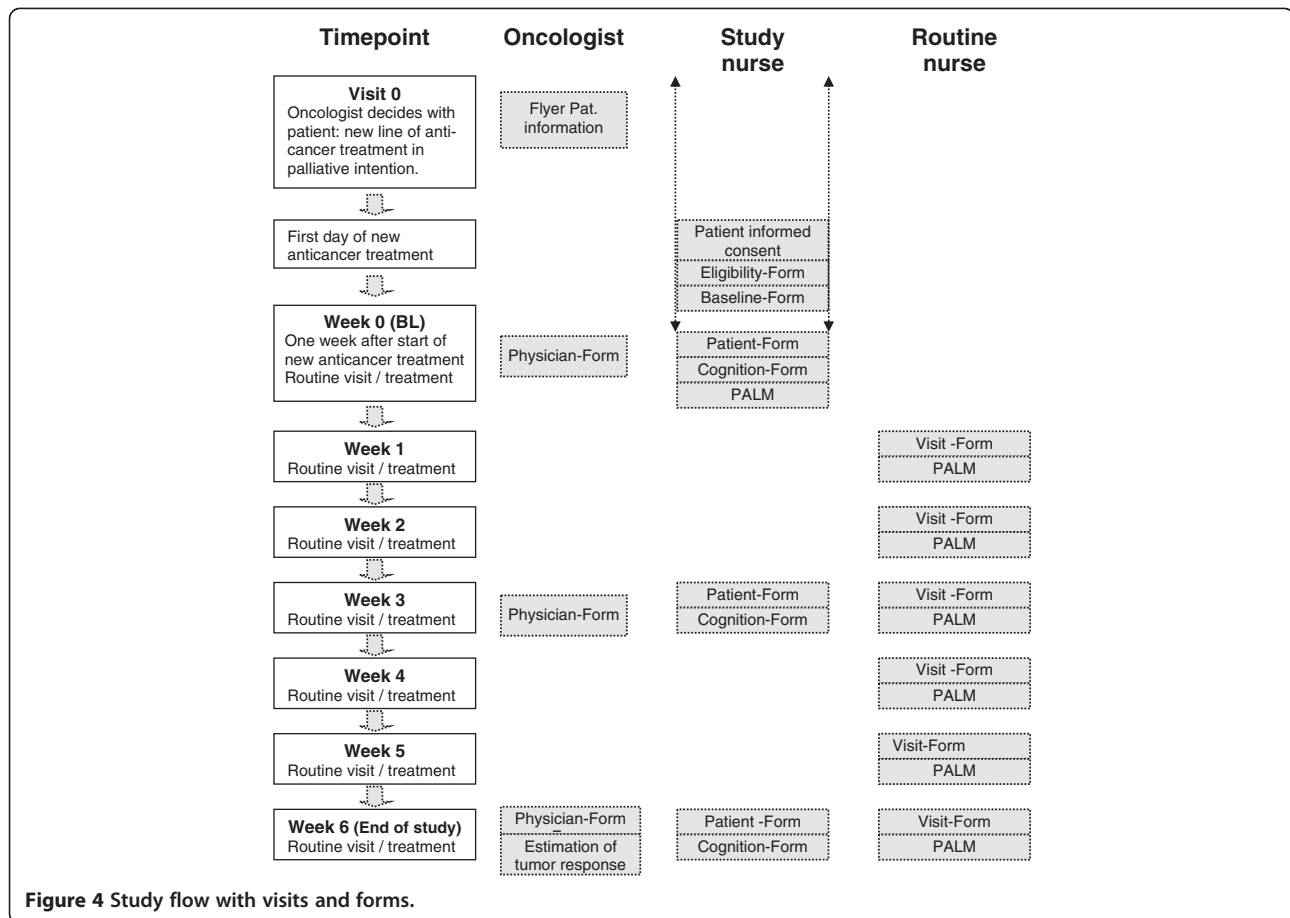 Timepoint
Oncologist
Study
nurse
Routine
nurse
Visit 0
Oncologist decides with
patient: new line of anti-
cancer treatment in
palliative intention.
Flyer Pat.
information
First day of new
anticancer treatment
Patient informed
consent
Eligibility-Form
Baseline-Form
Week 0 (BL)
One week after start of
new anticancer treatment
Routine visit / treatment
Physician-Form
Patient-Form
Cognition-Form
PALM
Week 1
Routine visit / treatment
Visit -Form
PALM
Week 2
Routine visit / treatment
Visit -Form
PALM
Week 3
Routine visit / treatment
Physician-Form
Patient-Form
Cognition-Form
Visit -Form
PALM
Week 4
Routine visit / treatment
Visit -Form
PALM
Week 5
Routine visit / treatment
Visit-Form
PALM
Week 6 (End of study)
Routine visit / treatment
Physician-Form
Estimation of
tumor response
Patient -Form
Cognition-Form
Visit-Form
PALM
Figure 4 Study flow with visits and forms.